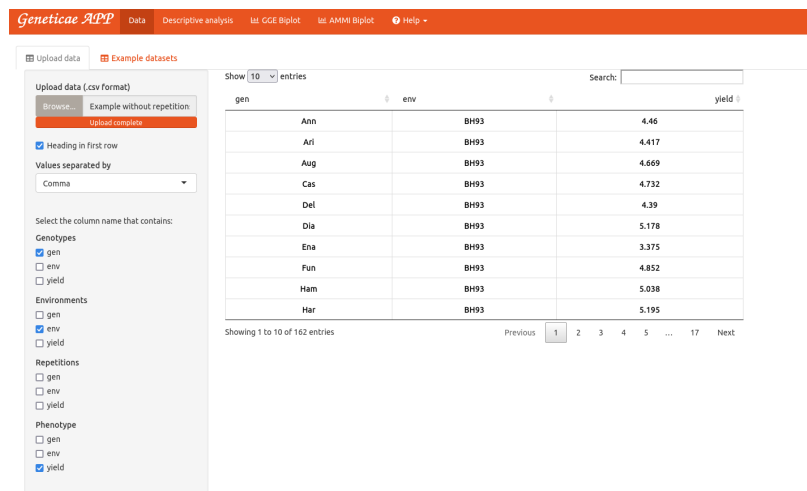 Geneticae APP Data Descriptive analysis GGE Biplot AMMI Biplot Help
Upload data Example datasets
Upload data (.csv format)
Browse... Example without repetition
Upload complete
Heading in first row
Values separated by
Comma
Select the column name that contains:
Genotypes
gen
env
yield
Environments
gen
env
yield
Repetitions
gen
env
yield
Phenotype
gen
env
yield
Show 10 entries Search:
gen env yield
Ann BH93 4.46
Ari BH93 4.417
Aug BH93 4.669
Cas BH93 4.732
Del BH93 4.39
Dia BH93 5.178
Ena BH93 3.375
Fun BH93 4.852
Ham BH93 5.038
Har BH93 5.195
Showing 1 to 10 of 162 entries Previous 1 2 3 4 5 ... 17 Next